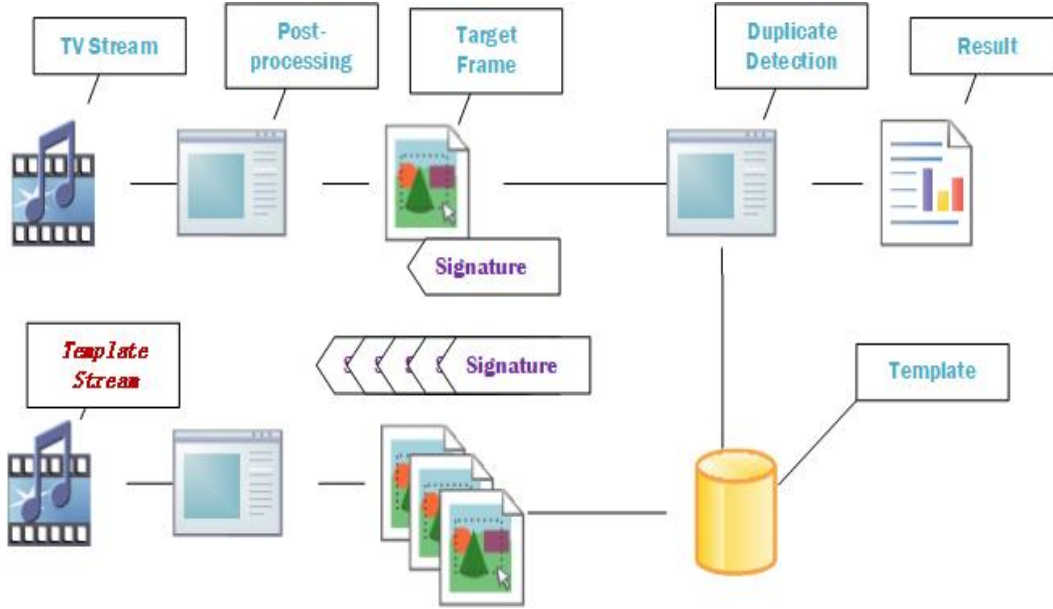 TV Stream
Post-
processing
Target
Frame
Duplicate
Detection
Result
Signature
Template
Stream
Signature
Template